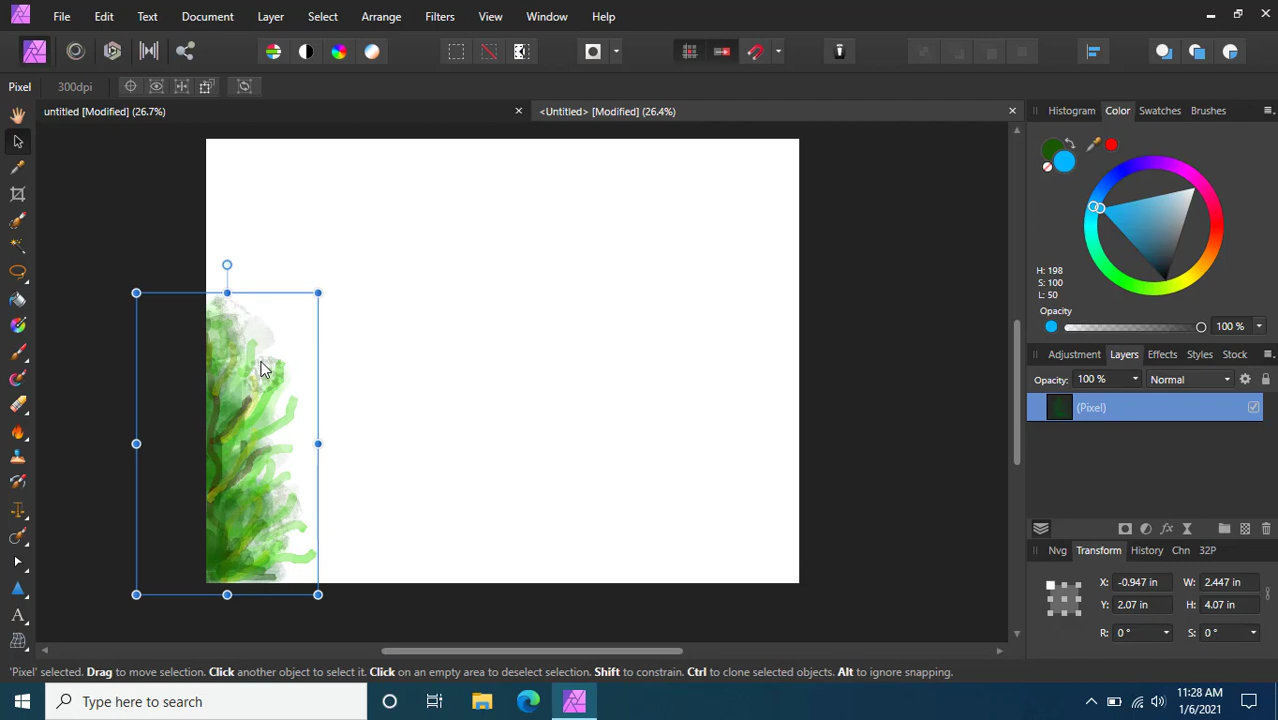 File Edit Text Document Layer Select Arrange Filters View Window Help
Pixel 300dpi
untitled [Modified] (26.7%)
<Untitled> [Modified] (26.4%)
Histogram Color Swatches Brushes
H: 198
S: 100
L: 50
Opacity
100 %
Adjustment Layers Effects Styles Stock
Opacity: 100 % Normal
(Pixel)
Nvg Transform History Chn 32P
X: -0.947 in W: 2.447 in
Y: 2.07 in H: 4.07 in
R: 0 ° S: 0 °
'Pixel' selected. Drag to move selection. Click another object to select it. Click on an empty area to deselect selection. Shift to constrain. Ctrl to clone selected objects. Alt to ignore snapping.
Type here to search
11:28 AM
1/6/2021